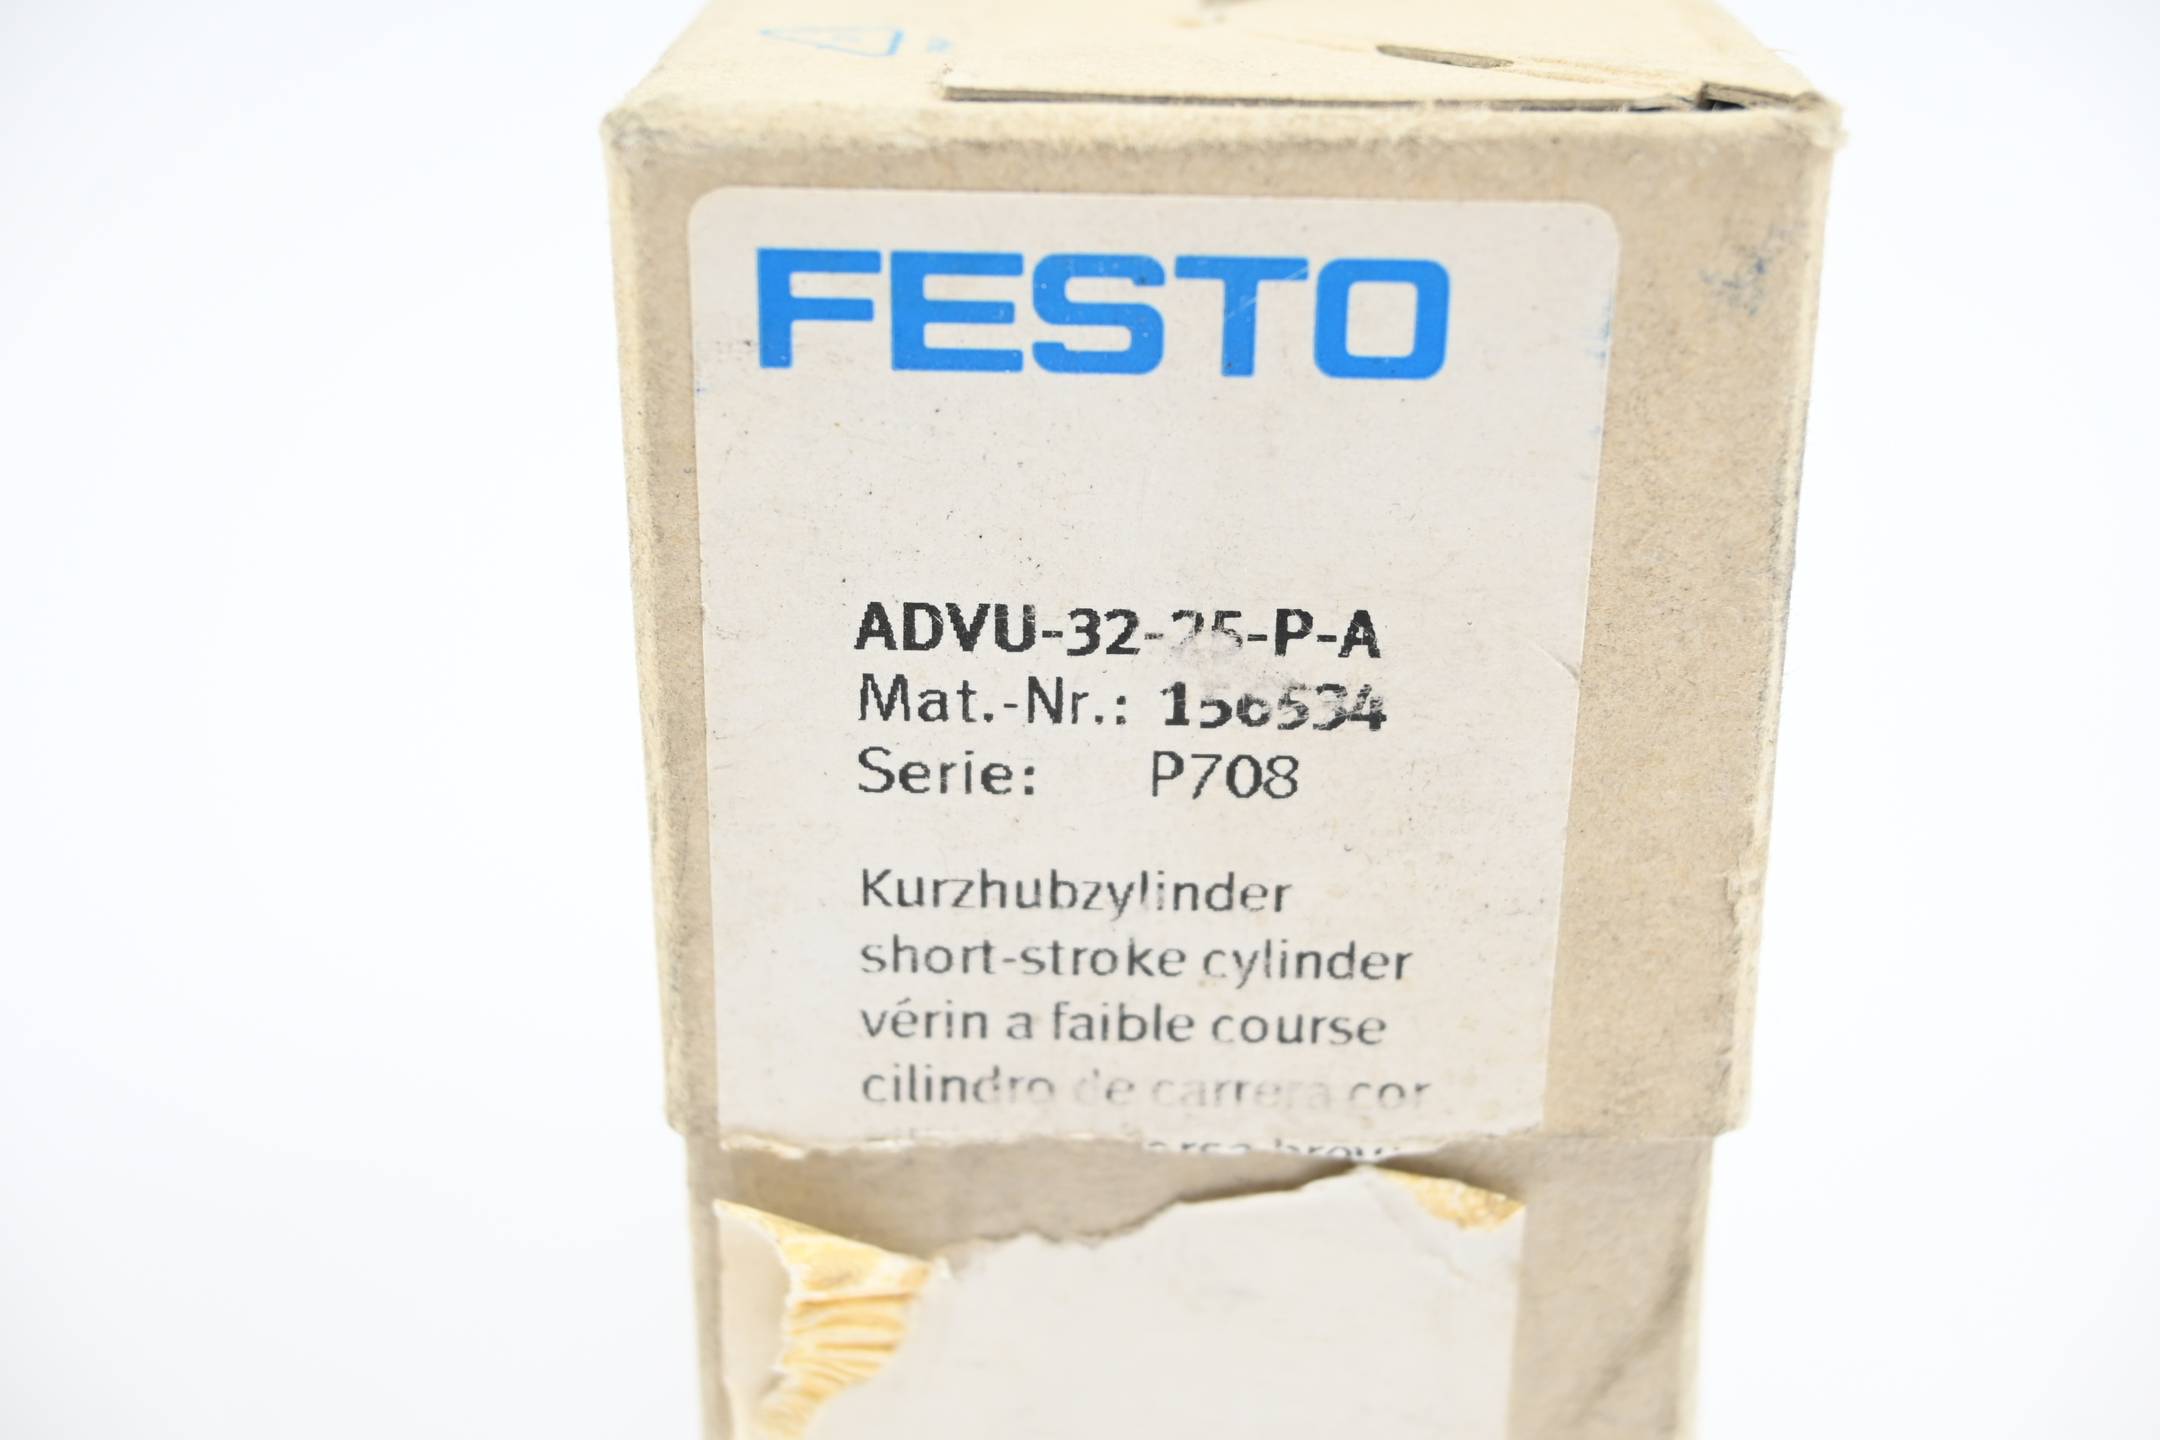 FESTO
ADVU-32-25-P-A
Mat.-Nr.: 156534
Serie: P708
Kurzhubzylinder
short-stroke cylinder
vérin a faible course
cilindro de carrera cor